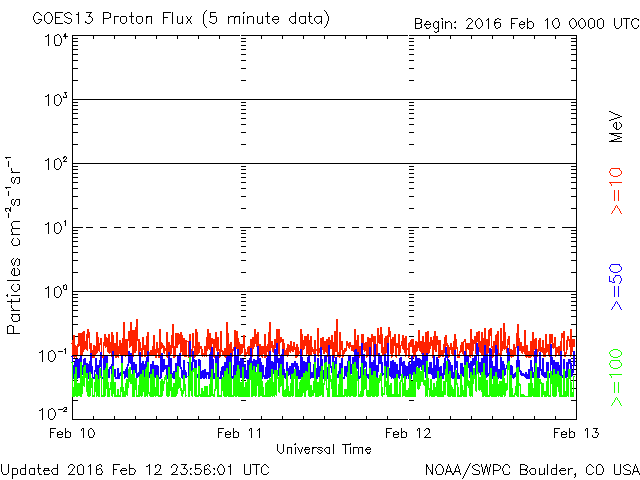 GOES13 Proton Flux (5 minute data)
Begin: 2016 Feb 10 0000 UTC
Particles cm⁻²s⁻¹sr⁻¹
10⁴
10³
10²
10¹
10⁰
10⁻¹
10⁻²
MeV
>=10
>=50
>=100
Feb 10
Feb 11
Feb 12
Feb 13
Universal Time
Updated 2016 Feb 12 23:56:01 UTC
NOAA/SWPC Boulder, CO USA